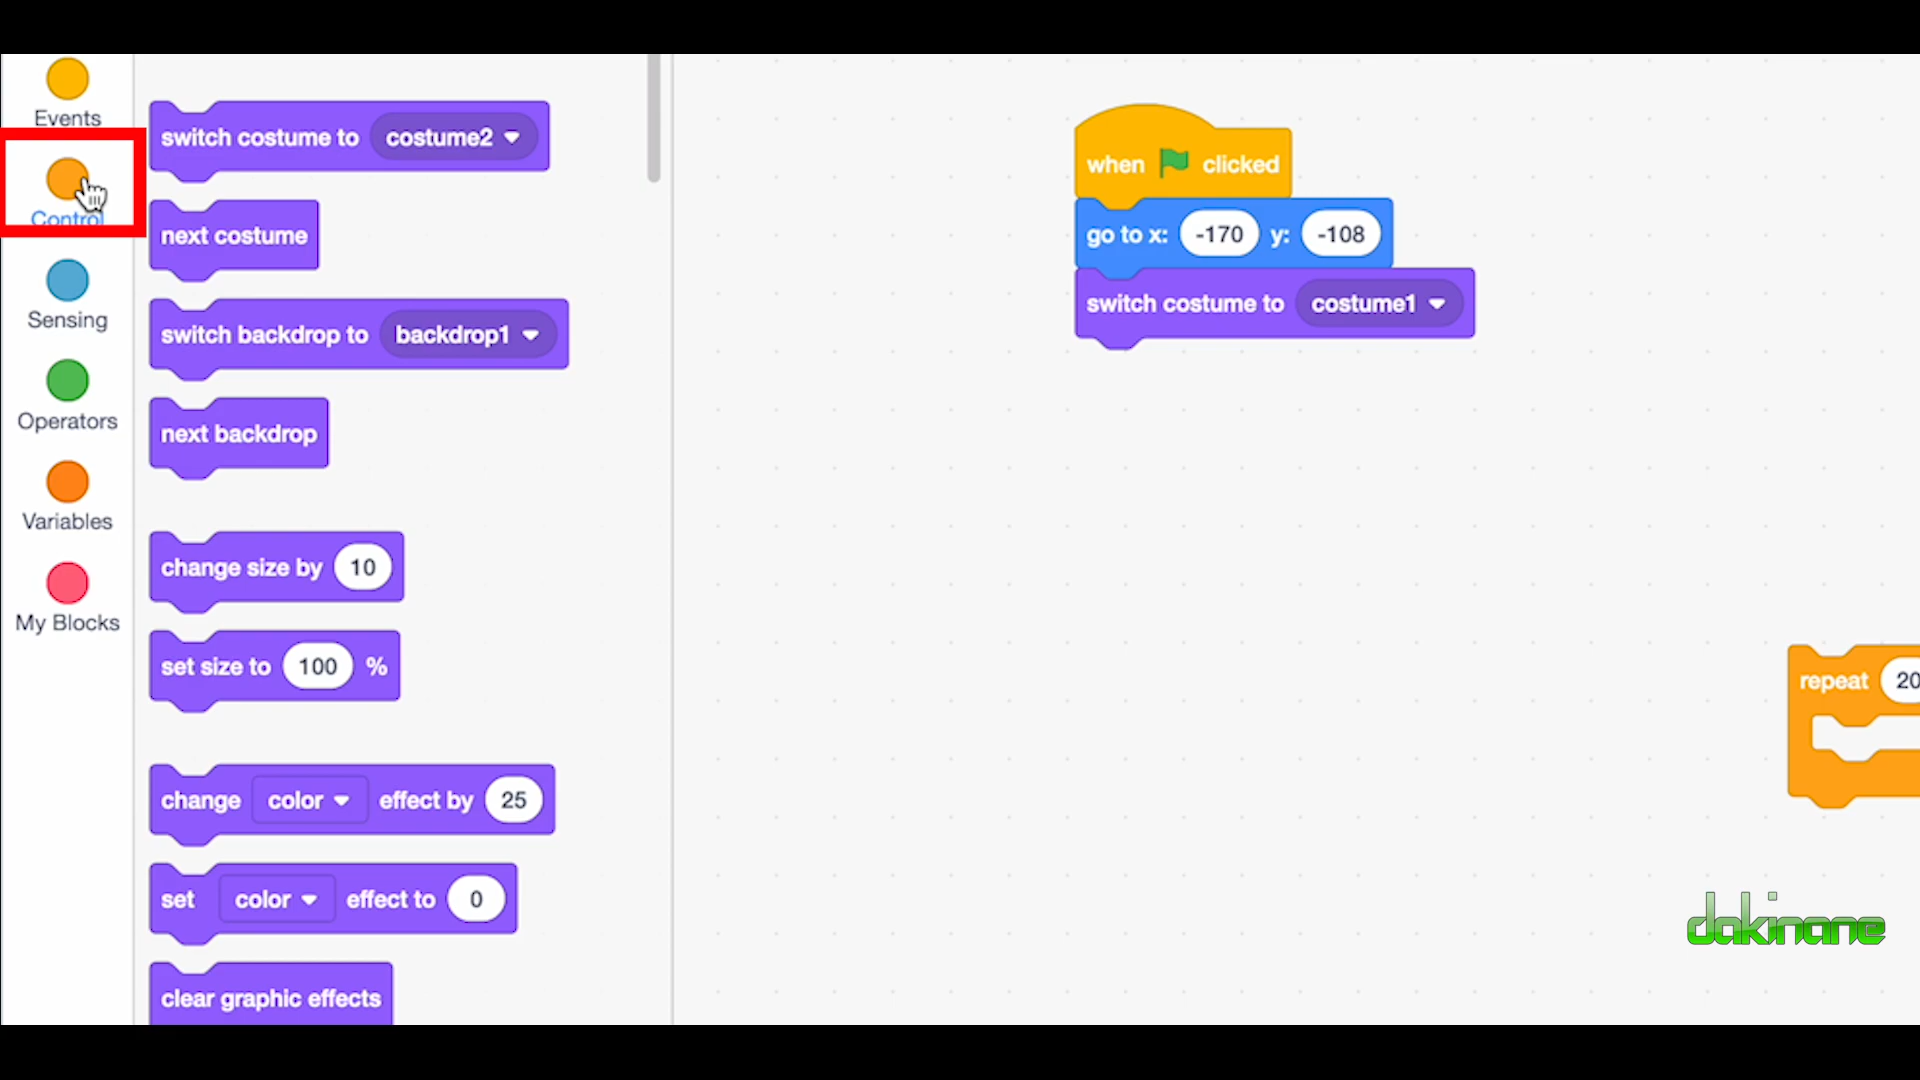 Events
Control
Sensing
Operators
Variables
My Blocks
switch costume to costume2
next costume
switch backdrop to backdrop1
next backdrop
change size by 10
set size to 100 %
change color effect by 25
set color effect to 0
clear graphic effects
when clicked
go to x: -170 y: -108
switch costume to costume1
repeat 20
dakinane